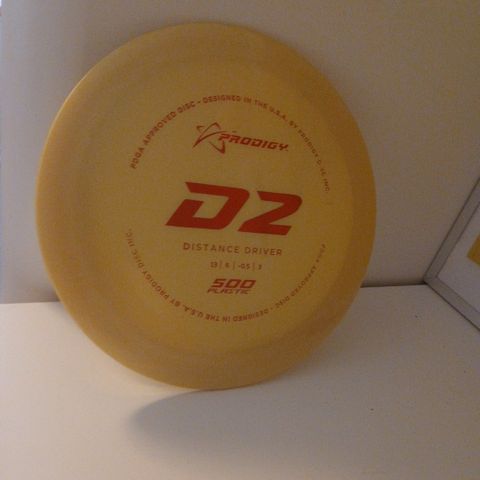 PDGA APPROVED DISC - DESIGNED IN THE U.S.A. BY PRODIGY DISC INC.
PRODIGY
D2
DISTANCE DRIVER
13 | 6 | -0.5 | 3
500
PLASTIC
PDGA APPROVED DISC - DESIGNED IN THE U.S.A. BY PRODIGY DISC INC.